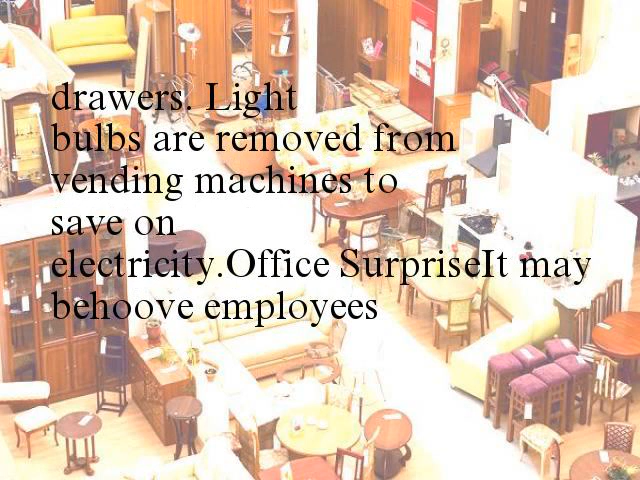 drawers. Light
bulbs are removed from
vending machines to
save on
electricity.Office SurpriseIt may
behoove employees